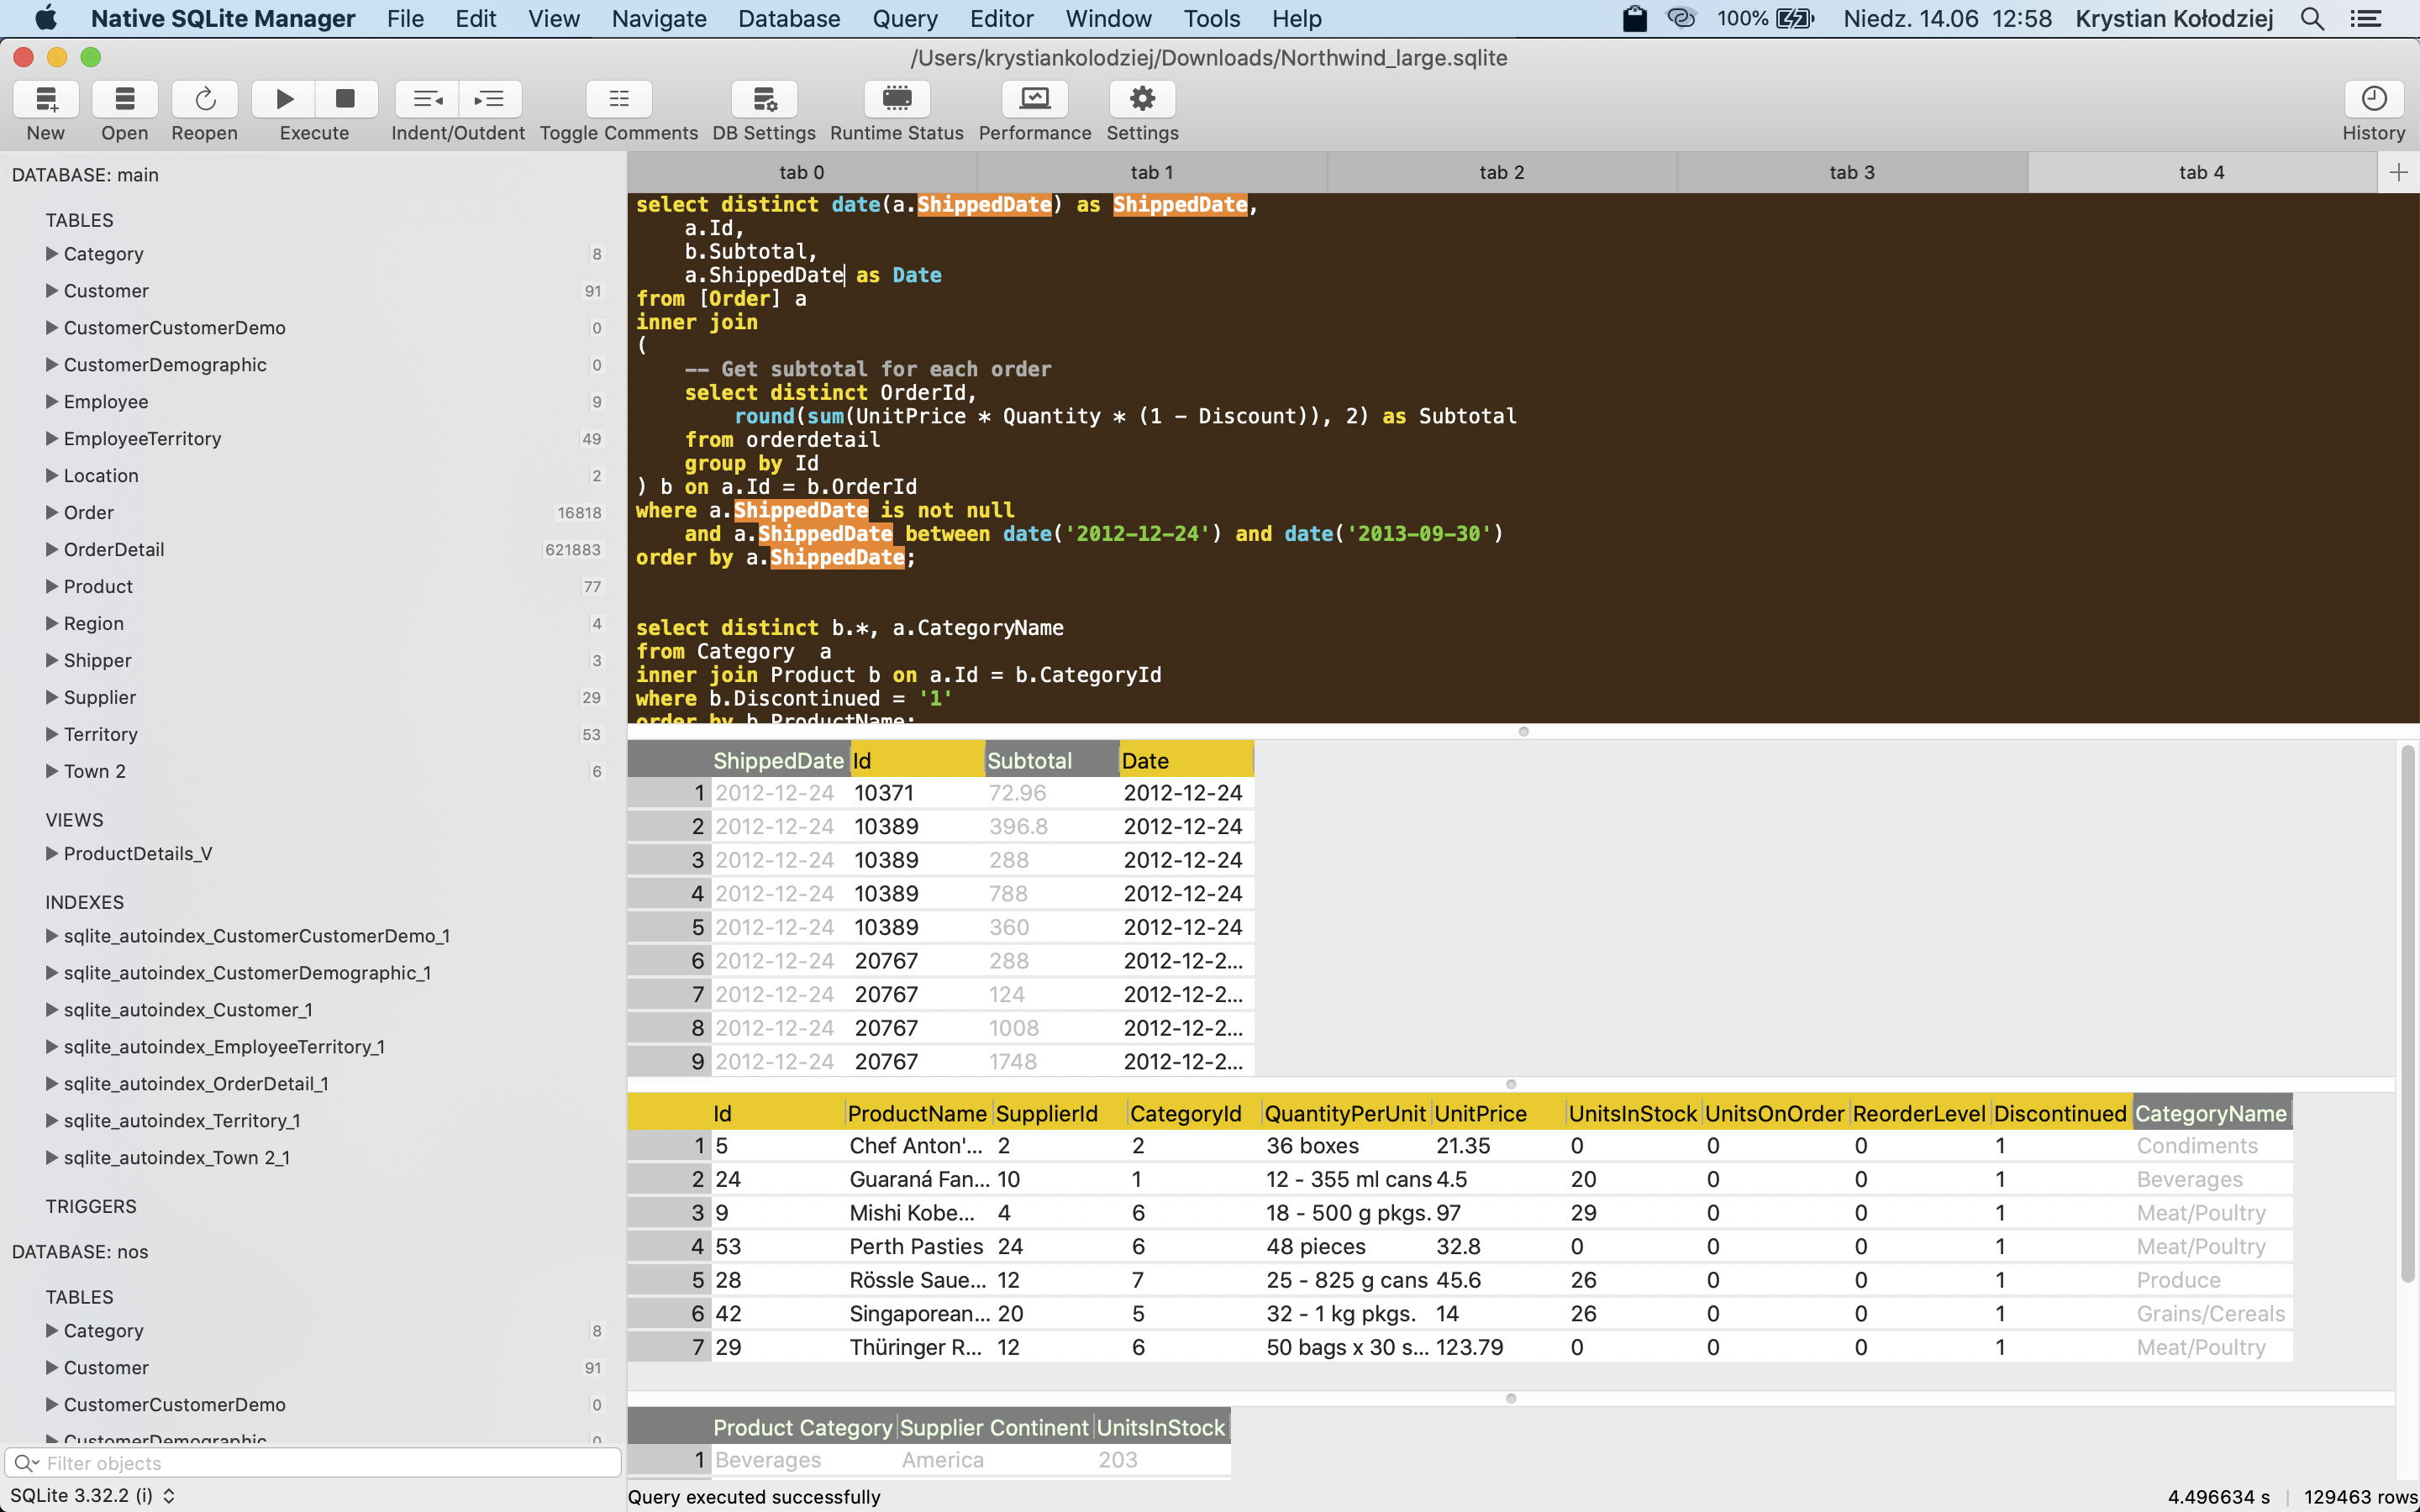 Native SQLite Manager File Edit View Navigate Database Query Editor Window Tools Help 100% Niedz. 14.06 12:58 Krystian Kołodziej
/Users/krystiankolodziej/Downloads/Northwind_large.sqlite
New Open Reopen Execute Indent/Outdent Toggle Comments DB Settings Runtime Status Performance Settings History
DATABASE: main
TABLES
Category 8
Customer 91
CustomerCustomerDemo 0
CustomerDemographic 0
Employee 9
EmployeeTerritory 49
Location 2
Order 16818
OrderDetail 621883
Product 77
Region 4
Shipper 3
Supplier 29
Territory 53
Town 2 6
VIEWS
ProductDetails_V
INDEXES
sqlite_autoindex_CustomerCustomerDemo_1
sqlite_autoindex_CustomerDemographic_1
sqlite_autoindex_Customer_1
sqlite_autoindex_EmployeeTerritory_1
sqlite_autoindex_OrderDetail_1
sqlite_autoindex_Territory_1
sqlite_autoindex_Town 2_1
TRIGGERS
DATABASE: nos
TABLES
Category 8
Customer 91
CustomerCustomerDemo 0
CustomerDemographic 0
Filter objects
SQLite 3.32.2 (i)
tab 0 tab 1 tab 2 tab 3 tab 4
select distinct date(a.ShippedDate) as ShippedDate,
a.Id,
b.Subtotal,
a.ShippedDate as Date
from [Order] a
inner join
(
-- Get subtotal for each order
select distinct OrderId,
round(sum(UnitPrice * Quantity * (1 - Discount)), 2) as Subtotal
from orderdetail
group by Id
) b on a.Id = b.OrderId
where a.ShippedDate is not null
and a.ShippedDate between date('2012-12-24') and date('2013-09-30')
order by a.ShippedDate;
select distinct b.*, a.CategoryName
from Category  a
inner join Product b on a.Id = b.CategoryId
where b.Discontinued = '1'
order by b.ProductName;
ShippedDate Id Subtotal Date
1 2012-12-24 10371 72.96 2012-12-24
2 2012-12-24 10389 396.8 2012-12-24
3 2012-12-24 10389 288 2012-12-24
4 2012-12-24 10389 788 2012-12-24
5 2012-12-24 10389 360 2012-12-24
6 2012-12-24 20767 288 2012-12-2...
7 2012-12-24 20767 124 2012-12-2...
8 2012-12-24 20767 1008 2012-12-2...
9 2012-12-24 20767 1748 2012-12-2...
Id ProductName SupplierId CategoryId QuantityPerUnit UnitPrice UnitsInStock UnitsOnOrder ReorderLevel Discontinued CategoryName
1 5 Chef Anton'... 2 2 36 boxes 21.35 0 0 0 1 Condiments
2 24 Guaraná Fan... 10 1 12 - 355 ml cans 4.5 20 0 0 1 Beverages
3 9 Mishi Kobe... 4 6 18 - 500 g pkgs. 97 29 0 0 1 Meat/Poultry
4 53 Perth Pasties 24 6 48 pieces 32.8 0 0 0 1 Meat/Poultry
5 28 Rössle Saue... 12 7 25 - 825 g cans 45.6 26 0 0 1 Produce
6 42 Singaporean... 20 5 32 - 1 kg pkgs. 14 26 0 0 1 Grains/Cereals
7 29 Thüringer R... 12 6 50 bags x 30 s... 123.79 0 0 0 1 Meat/Poultry
Product Category Supplier Continent UnitsInStock
1 Beverages America 203
Query executed successfully 4.496634 s 129463 rows